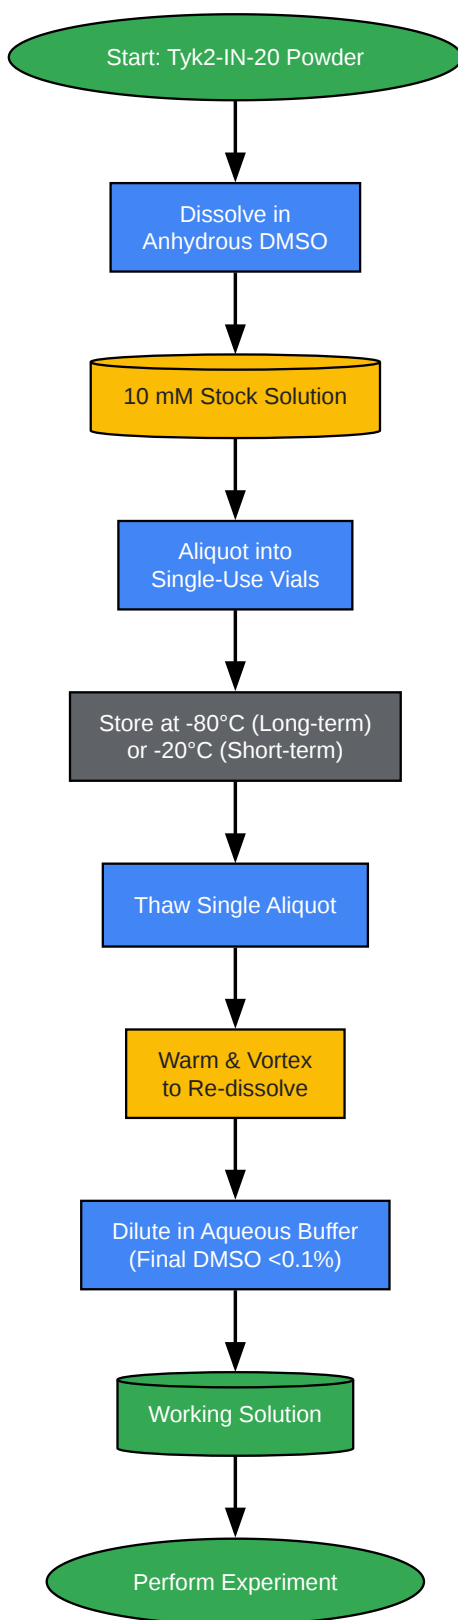 Start: Tyk2-IN-20 Powder
Dissolve in
Anhydrous DMSO
10 mM Stock Solution
Aliquot into
Single-Use Vials
Store at -80°C (Long-term)
or -20°C (Short-term)
Thaw Single Aliquot
Warm & Vortex
to Re-dissolve
Dilute in Aqueous Buffer
(Final DMSO <0.1%)
Working Solution
Perform Experiment